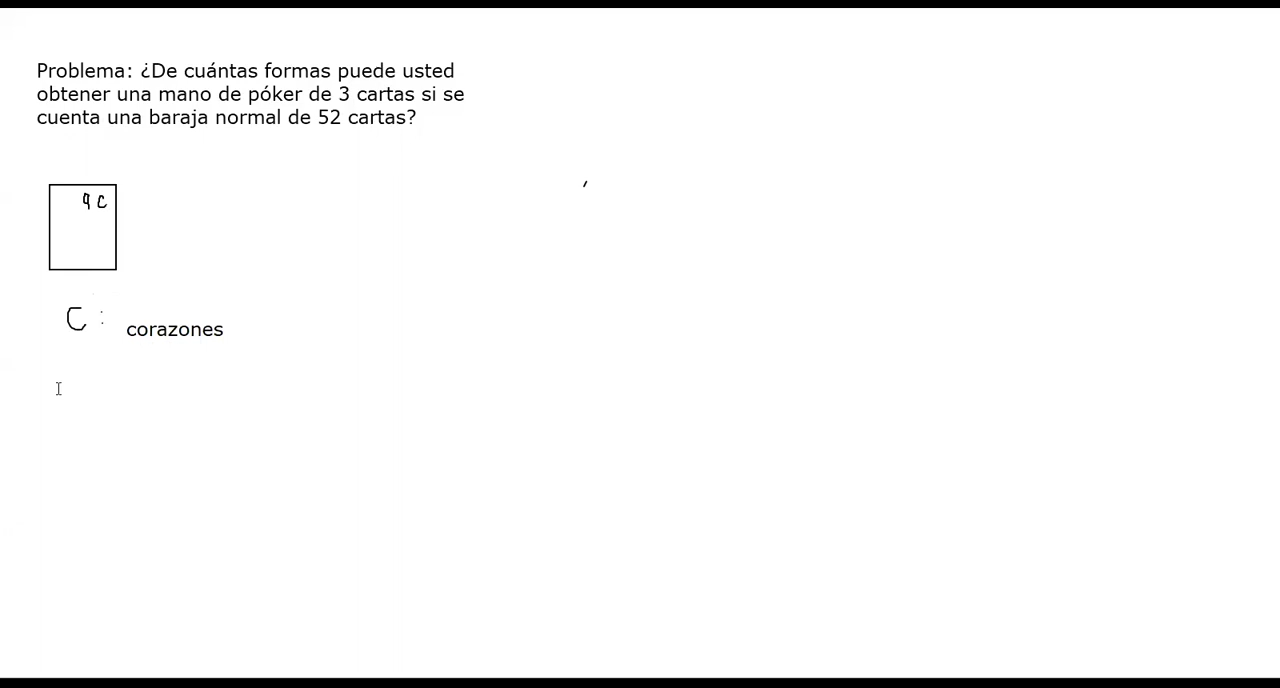 Problema: ¿De cuántas formas puede usted
obtener una mano de póker de 3 cartas si se
cuenta una baraja normal de 52 cartas?
9 C
C :
corazones